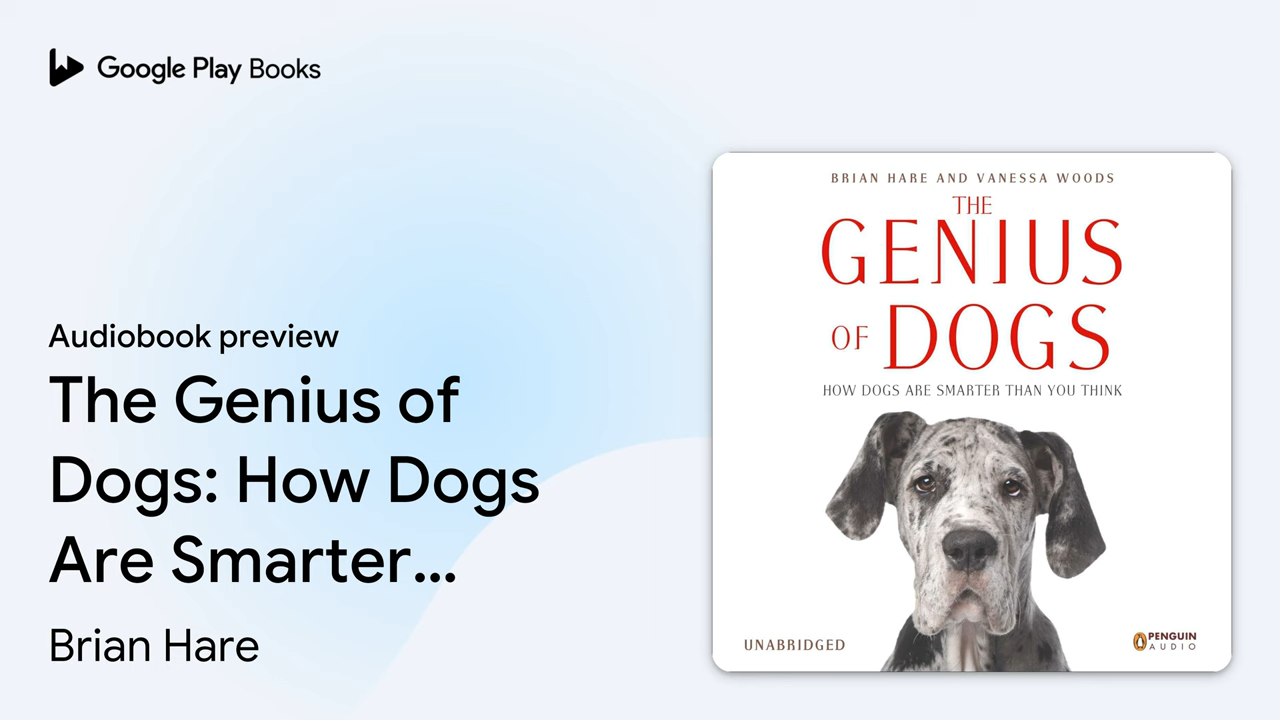 Google Play Books
Audiobook preview
The Genius of
Dogs: How Dogs
Are Smarter...
Brian Hare
BRIAN HARE AND VANESSA WOODS
THE
GENIUS
OF DOGS
HOW DOGS ARE SMARTER THAN YOU THINK
UNABRIDGED
PENGUIN
AUDIO